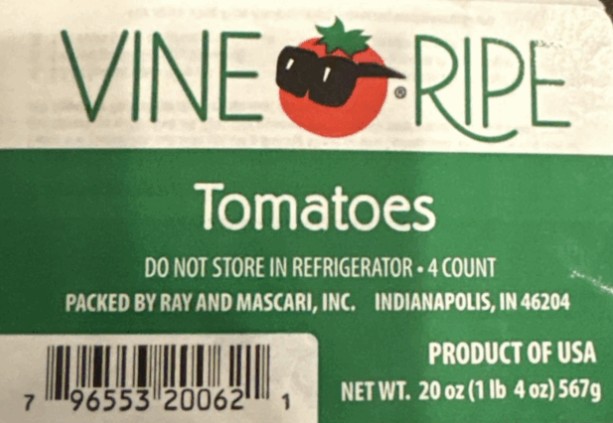 VINE RIPE®
Tomatoes
DO NOT STORE IN REFRIGERATOR • 4 COUNT
PACKED BY RAY AND MASCARI, INC. INDIANAPOLIS, IN 46204
PRODUCT OF USA
NET WT. 20 oz (1 lb 4 oz) 567g
7 96553 20062 1